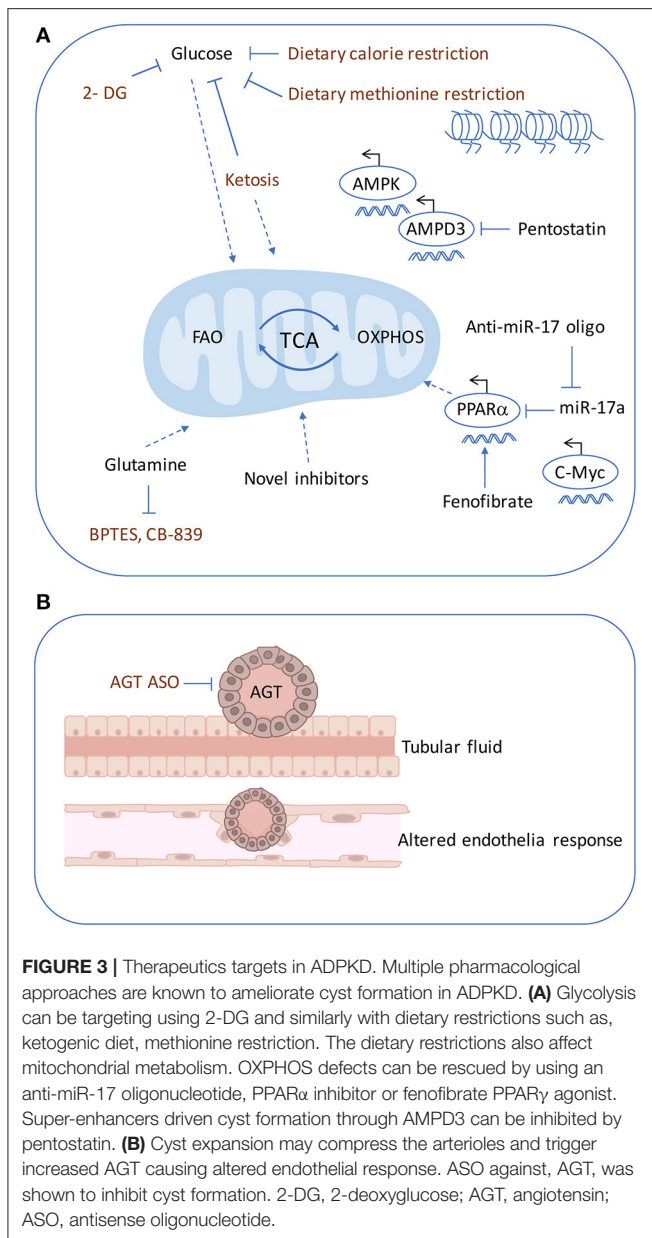 A
Glucose
Dietary calorie restriction
2- DG
Dietary methionine restriction
Ketosis
AMPK
AMPD3
Pentostatin
FAO
TCA
OXPHOS
Anti-miR-17 oligo
PPARα
miR-17a
Glutamine
Novel inhibitors
C-Myc
Fenofibrate
BPTES, CB-839
B
AGT ASO
AGT
Tubular fluid
Altered endothelia response
FIGURE 3 | Therapeutics targets in ADPKD. Multiple pharmacological
approaches are known to ameliorate cyst formation in ADPKD. (A) Glycolysis
can be targeting using 2-DG and similarly with dietary restrictions such as,
ketogenic diet, methionine restriction. The dietary restrictions also affect
mitochondrial metabolism. OXPHOS defects can be rescued by using an
anti-miR-17 oligonucleotide, PPARα inhibitor or fenofibrate PPARγ agonist.
Super-enhancers driven cyst formation through AMPD3 can be inhibited by
pentostatin. (B) Cyst expansion may compress the arterioles and trigger
increased AGT causing altered endothelial response. ASO against, AGT, was
shown to inhibit cyst formation. 2-DG, 2-deoxyglucose; AGT, angiotensin;
ASO, antisense oligonucleotide.